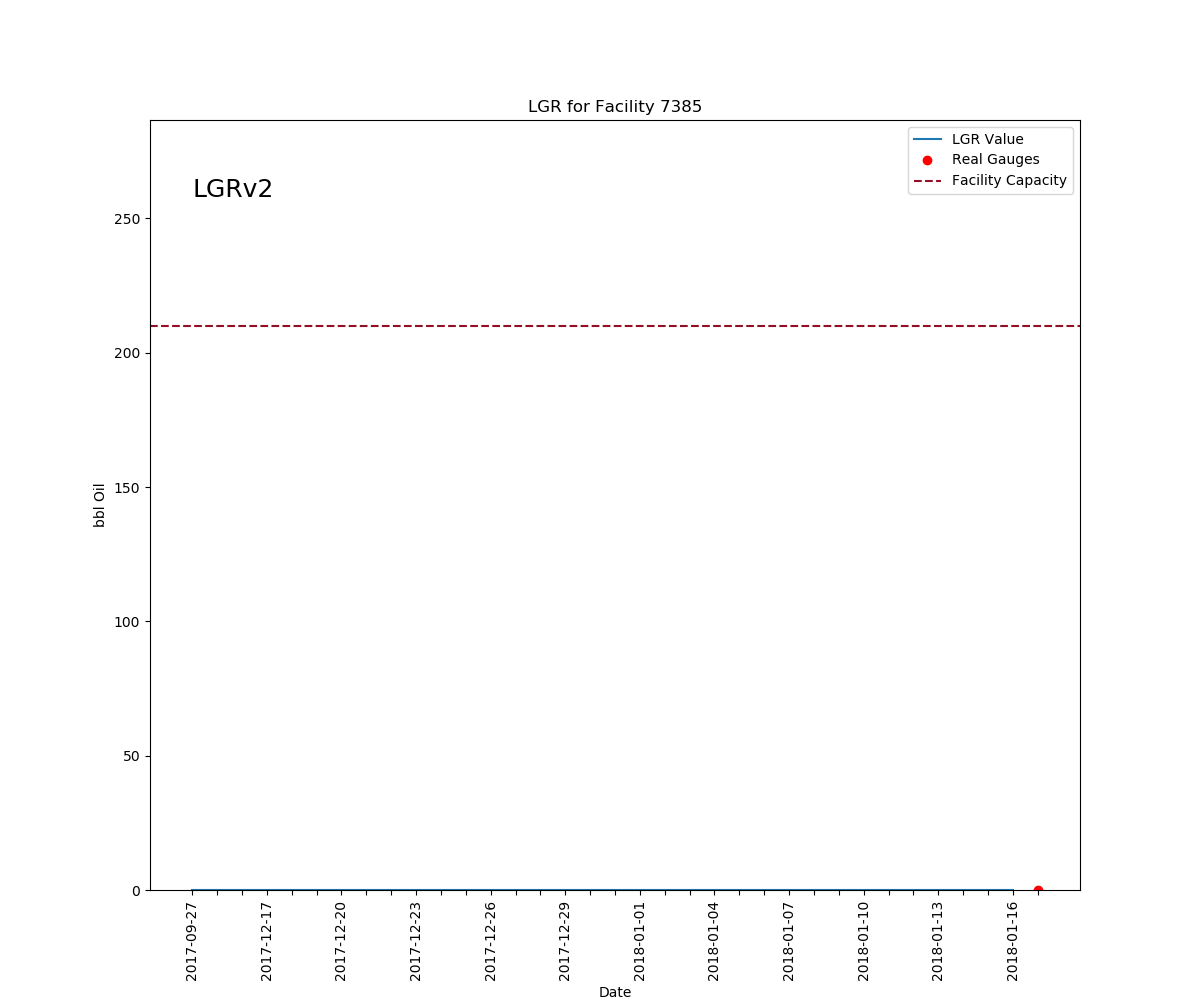 LGR for Facility 7385
LGR Value
Real Gauges
Facility Capacity
LGRv2
250
200
150
100
50
0
bbl Oil
2017-09-27
2017-12-17
2017-12-20
2017-12-23
2017-12-26
2017-12-29
2018-01-01
2018-01-04
2018-01-07
2018-01-10
2018-01-13
2018-01-16
Date